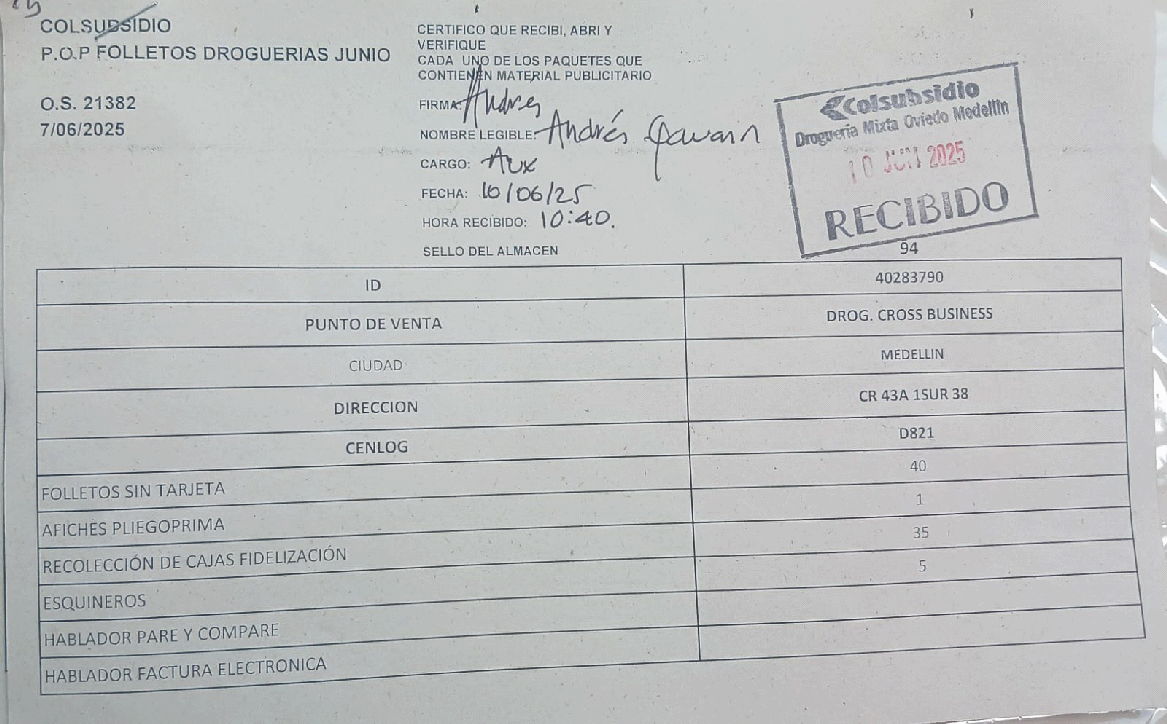 COLSUBSIDIO
P.O.P FOLLETOS DROGUERIAS JUNIO
O.S. 21382
7/06/2025
CERTIFICO QUE RECIBI, ABRI Y
VERIFIQUE
CADA UNO DE LOS PAQUETES QUE
CONTIENEN MATERIAL PUBLICITARIO
FIRMA: Andres
NOMBRE LEGIBLE: Andrés
CARGO: Aux
FECHA: 10/06/25
HORA RECIBIDO: 10:40.
SELLO DEL ALMACEN
Colsubsidio
Droguería Mixta Oviedo Medellín
10 JUN 2025
RECIBIDO
94
ID 40283790
PUNTO DE VENTA DROG. CROSS BUSINESS
CIUDAD MEDELLIN
DIRECCION CR 43A 1SUR 38
CENLOG D821
FOLLETOS SIN TARJETA 40
AFICHES PLIEGOPRIMA 1
RECOLECCIÓN DE CAJAS FIDELIZACIÓN 35
ESQUINEROS 5
HABLADOR PARE Y COMPARE
HABLADOR FACTURA ELECTRONICA